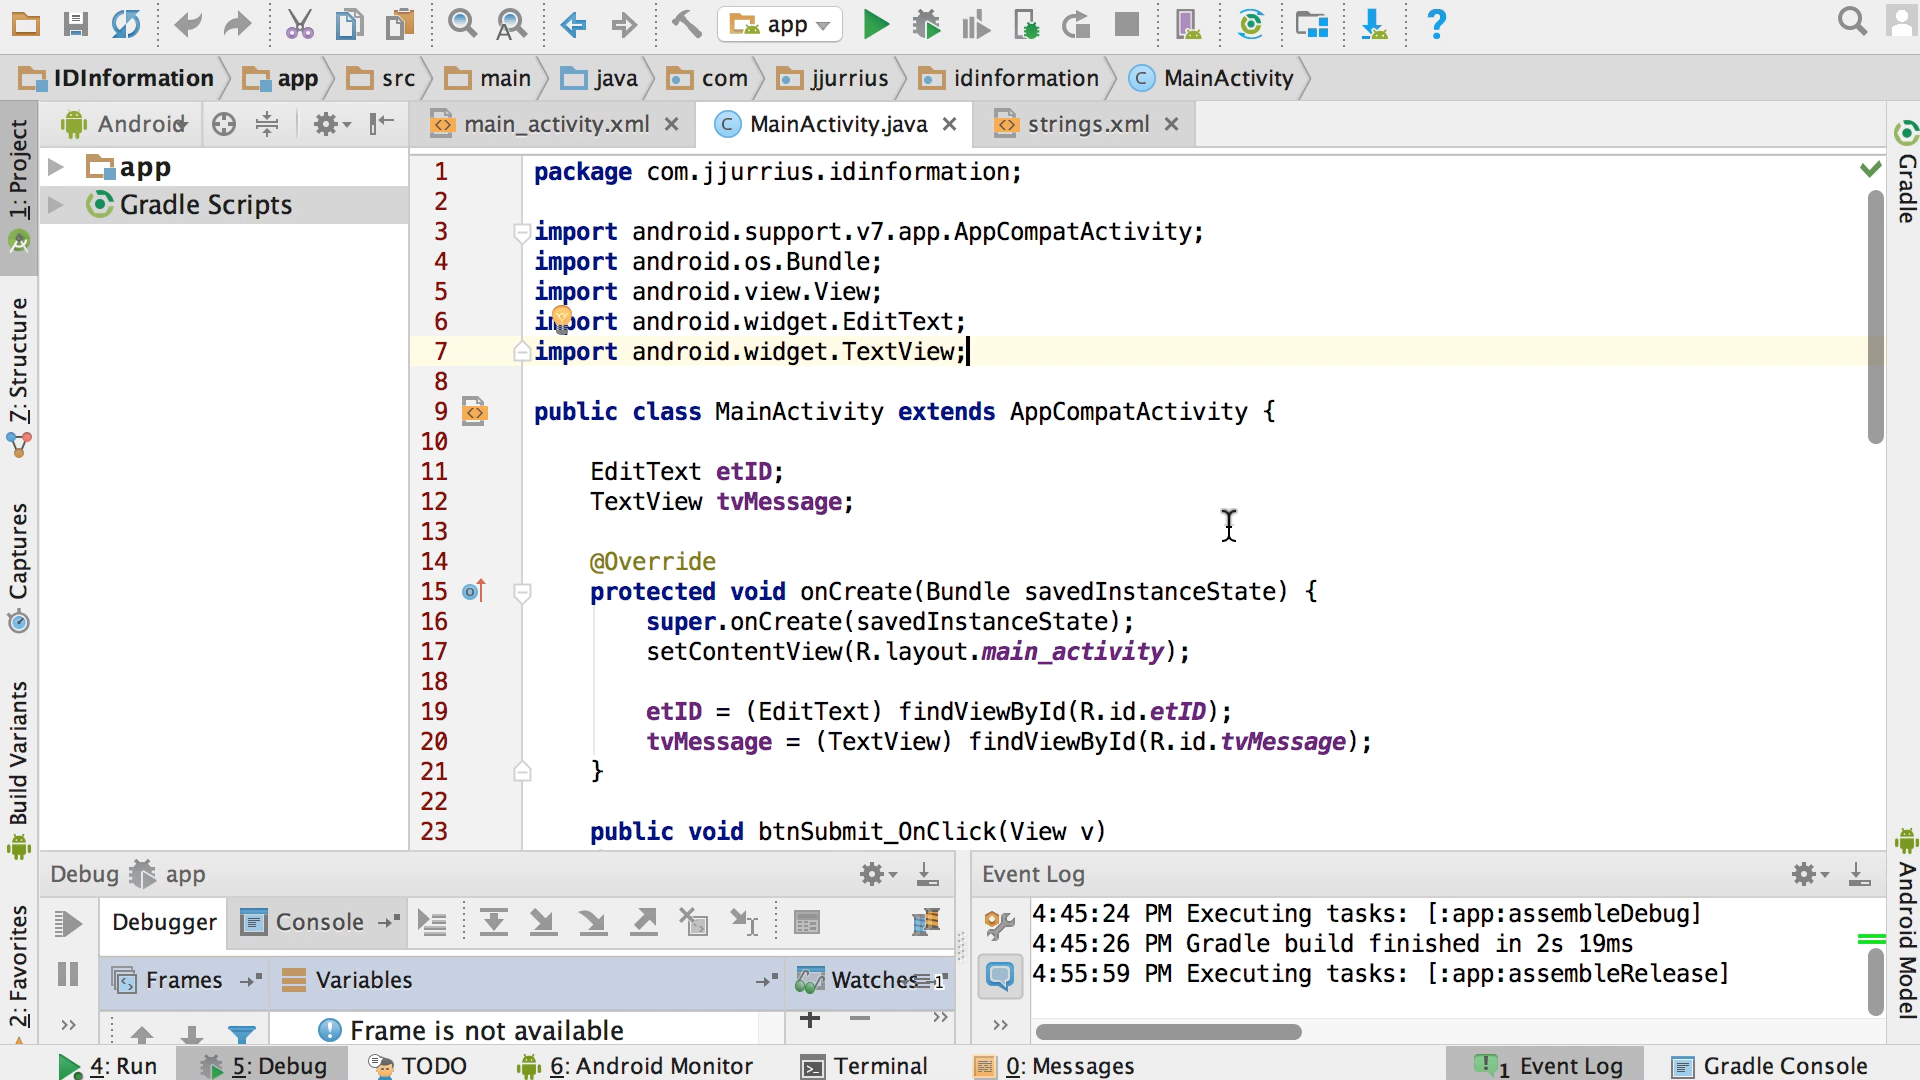 app
IDInformation app src main java com jjurrius idinformation MainActivity
Android
main_activity.xml MainActivity.java strings.xml
1: Project
Z: Structure
Captures
Build Variants
2: Favorites
app
Gradle Scripts
1 package com.jjurrius.idinformation;
2
3 import android.support.v7.app.AppCompatActivity;
4 import android.os.Bundle;
5 import android.view.View;
6 import android.widget.EditText;
7 import android.widget.TextView;
8
9 public class MainActivity extends AppCompatActivity {
10
11 EditText etID;
12 TextView tvMessage;
13
14 @Override
15 protected void onCreate(Bundle savedInstanceState) {
16 super.onCreate(savedInstanceState);
17 setContentView(R.layout.main_activity);
18
19 etID = (EditText) findViewById(R.id.etID);
20 tvMessage = (TextView) findViewById(R.id.tvMessage);
21 }
22
23 public void btnSubmit_OnClick(View v)
Gradle
Android Model
Debug app
Debugger Console
Frames Variables Watches 1
Frame is not available
Event Log
4:45:24 PM Executing tasks: [:app:assembleDebug]
4:45:26 PM Gradle build finished in 2s 19ms
4:55:59 PM Executing tasks: [:app:assembleRelease]
4: Run 5: Debug TODO 6: Android Monitor Terminal 0: Messages 1 Event Log Gradle Console